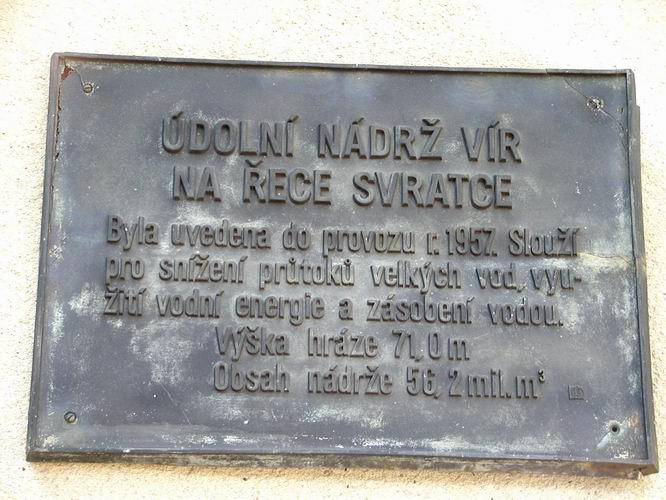 ÚDOLNÍ NÁDRŽ VÍR
NA ŘECE SVRATCE
Byla uvedena do provozu r. 1957. Slouží
pro snížení průtoků velkých vod, vyu-
žití vodní energie a zásobení vodou.
Výška hráze 71,0 m
Obsah nádrže 56,2 mil. m³